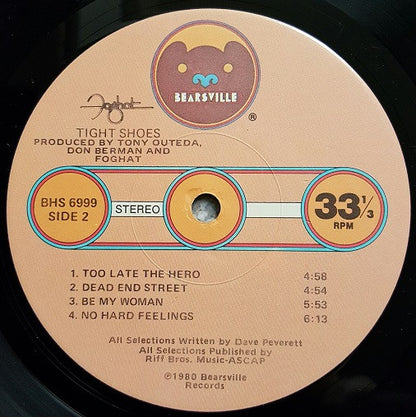 BEARSVILLE
®
Foghat
TIGHT SHOES
PRODUCED BY TONY OUTEDA,
DON BERMAN AND
FOGHAT
BHS 6999
SIDE 2
STEREO
33 1/3
RPM
1. TOO LATE THE HERO 4:58
2. DEAD END STREET 4:54
3. BE MY WOMAN 5:53
4. NO HARD FEELINGS 6:13
All Selections Written by Dave Peverett
All Selections Published by
Riff Bros. Music-ASCAP
©1980 Bearsville
Records